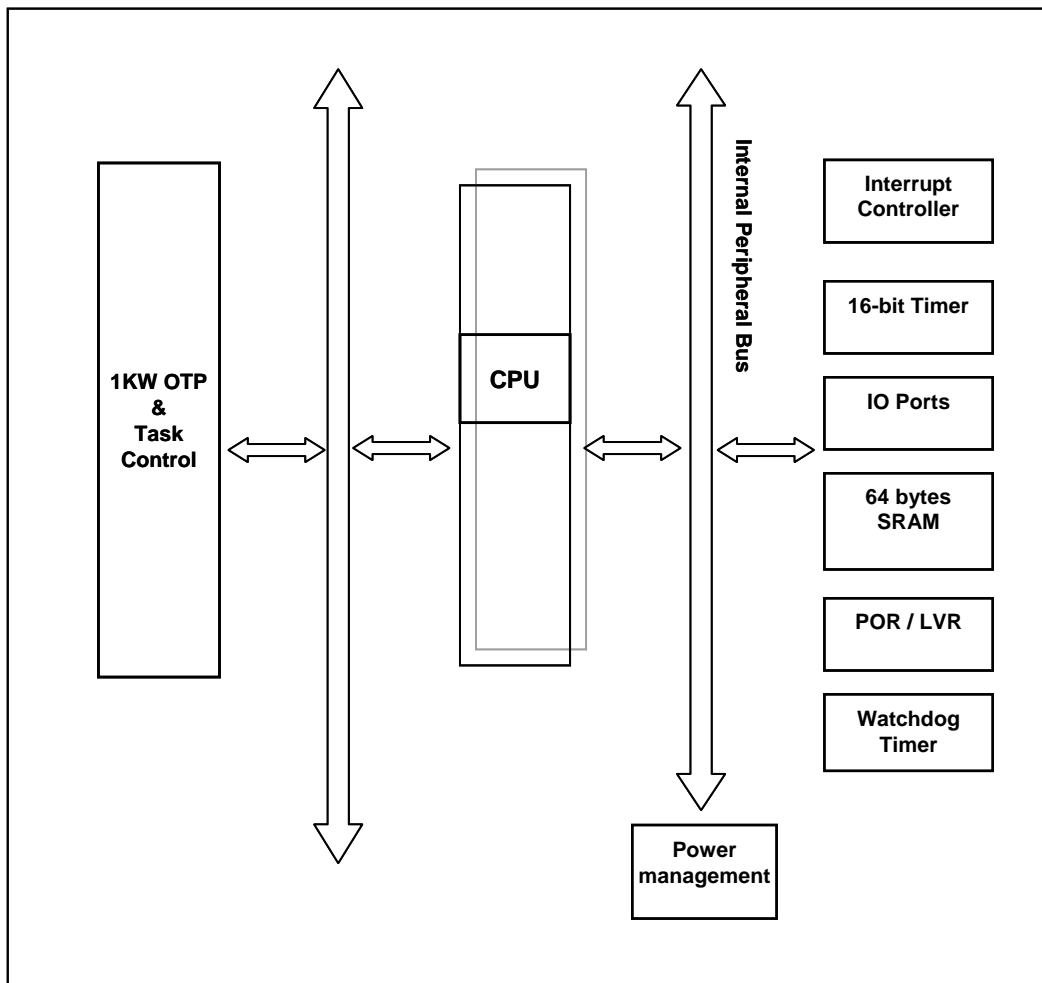 1KW OTP
&
Task
Control
CPU
Internal Peripheral Bus
Interrupt
Controller
16-bit Timer
IO Ports
64 bytes
SRAM
POR / LVR
Watchdog
Timer
Power
management